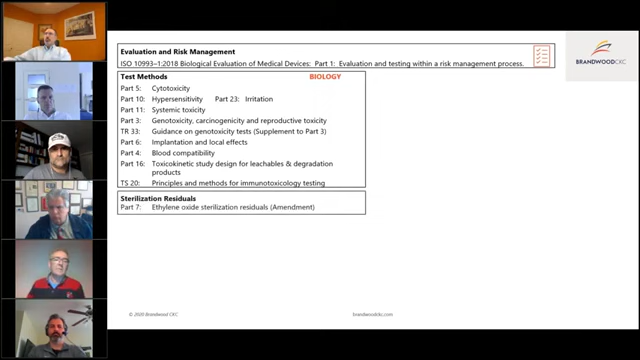 Evaluation and Risk Management
ISO 10993-1:2018 Biological Evaluation of Medical Devices: Part 1: Evaluation and testing within a risk management process.
BRANDWOODCKC
Test Methods BIOLOGY
Part 5: Cytotoxicity
Part 10: Hypersensitivity Part 23: Irritation
Part 11: Systemic toxicity
Part 3: Genotoxicity, carcinogenicity and reproductive toxicity
TR 33: Guidance on genotoxicity tests (Supplement to Part 3)
Part 6: Implantation and local effects
Part 4: Blood compatibility
Part 16: Toxicokinetic study design for leachables & degradation
products
TS 20: Principles and methods for immunotoxicology testing
Sterilization Residuals
Part 7: Ethylene oxide sterilization residuals (Amendment)
© 2020 Brandwood CKC brandwoodckc.com